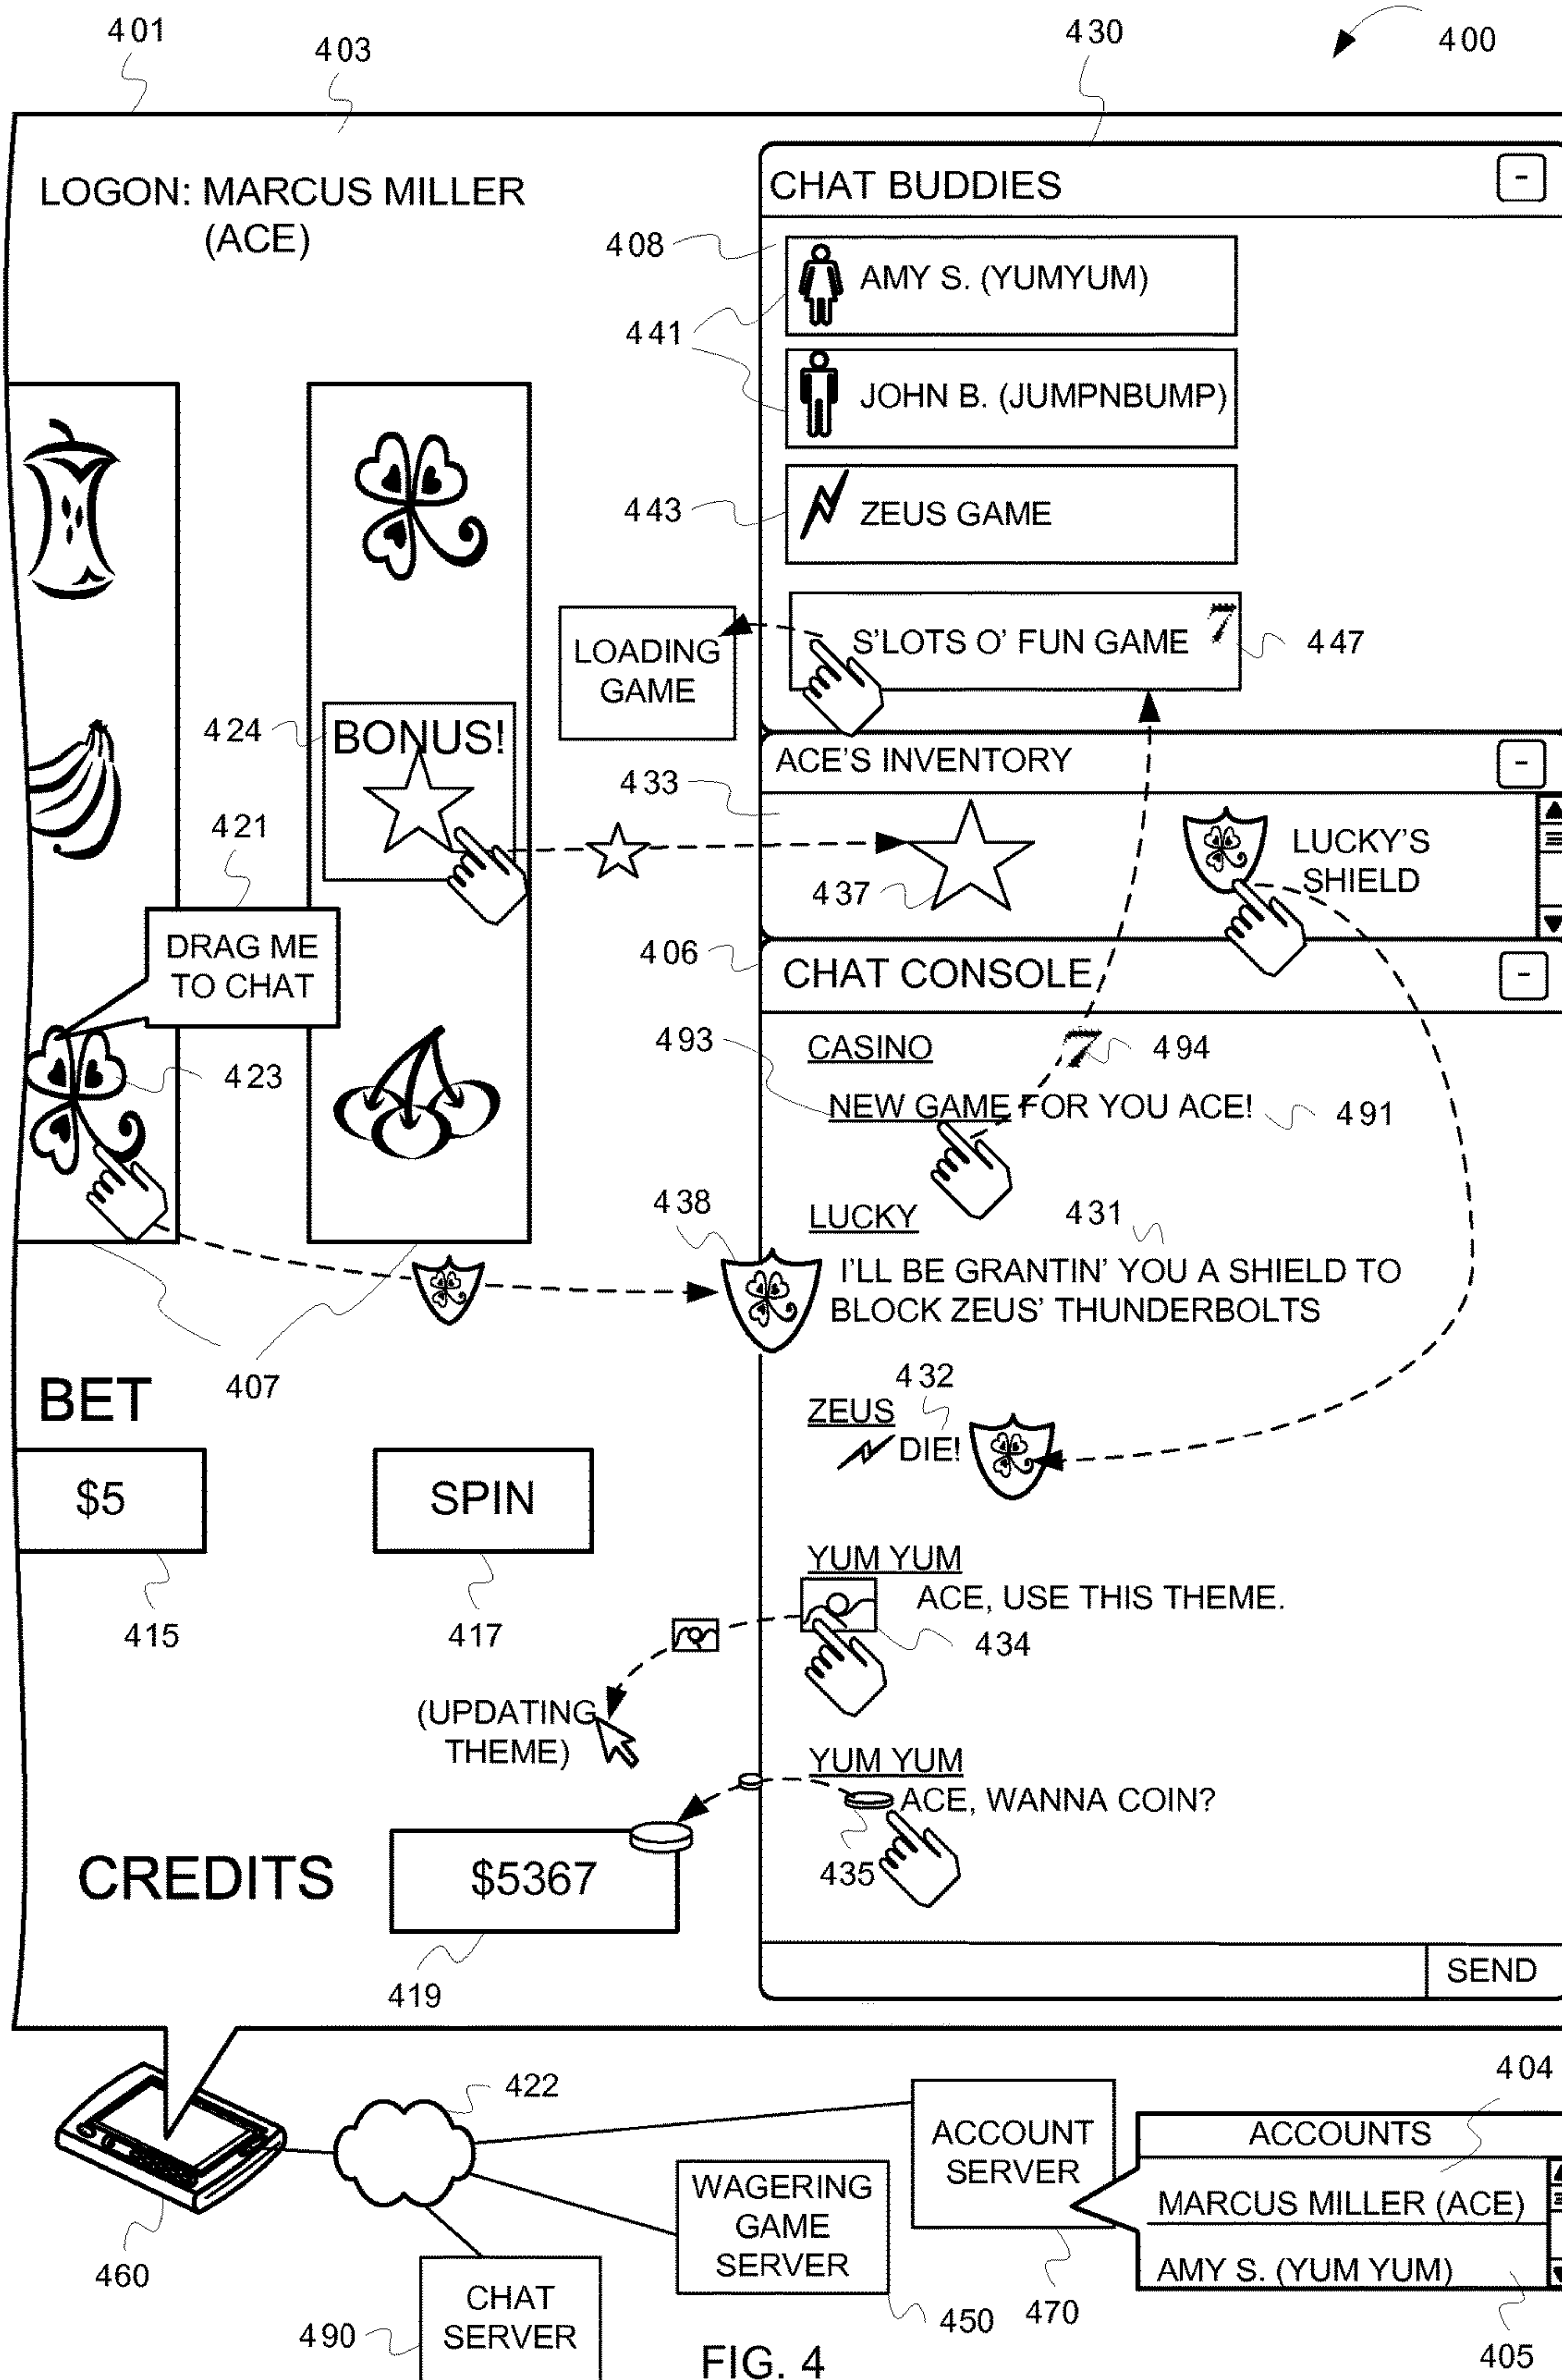 401
403
430
400
LOGON: MARCUS MILLER
(ACE)
CHAT BUDDIES
-
408
AMY S. (YUMYUM)
441
JOHN B. (JUMPNBUMP)
443
ZEUS GAME
LOADING
GAME
S'LOTS O' FUN GAME 7
447
424
BONUS!
ACE'S INVENTORY
-
433
421
LUCKY'S
SHIELD
437
DRAG ME
TO CHAT
406
CHAT CONSOLE
-
493
CASINO
7
494
423
NEW GAME FOR YOU ACE!
491
438
LUCKY
431
I'LL BE GRANTIN' YOU A SHIELD TO
BLOCK ZEUS' THUNDERBOLTS
407
BET
432
ZEUS
DIE!
$5
SPIN
415
417
YUM YUM
ACE, USE THIS THEME.
434
(UPDATING
THEME)
YUM YUM
ACE, WANNA COIN?
435
CREDITS
$5367
419
SEND
404
422
ACCOUNT
SERVER
ACCOUNTS
MARCUS MILLER (ACE)
AMY S. (YUM YUM)
WAGERING
GAME
SERVER
460
CHAT
SERVER
490
450
470
405
FIG. 4